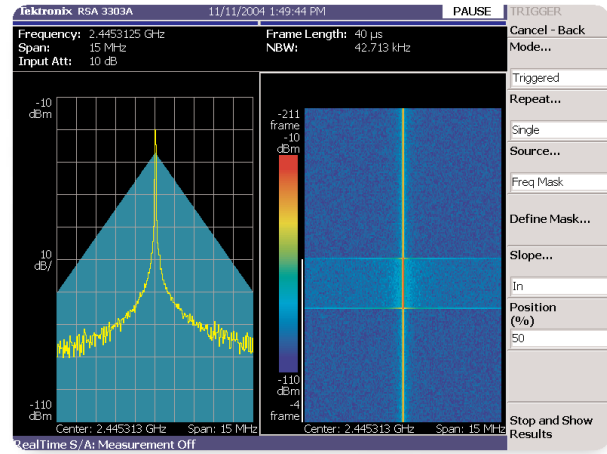 Tektronix RSA 3303A 11/11/2004 1:49:44 PM PAUSE TRIGGER
Frequency: 2.4453125 GHz
Span: 15 MHz
Input Att: 10 dB
Frame Length: 40 µs
NBW: 42.713 kHz
-10
dBm
10
dB/
-110
dBm
Center: 2.445313 GHz Span: 15 MHz
-211
frame
-10
dBm
-110
dBm
-4
frame
Center: 2.445313 GHz Span: 15 MHz
RealTime S/A: Measurement Off
Cancel - Back
Mode...
Triggered
Repeat...
Single
Source...
Freq Mask
Define Mask...
Slope...
In
Position
(%)
50
Stop and Show
Results